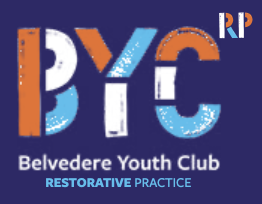 RP
BYC
Belvedere Youth Club
RESTORATIVE PRACTICE